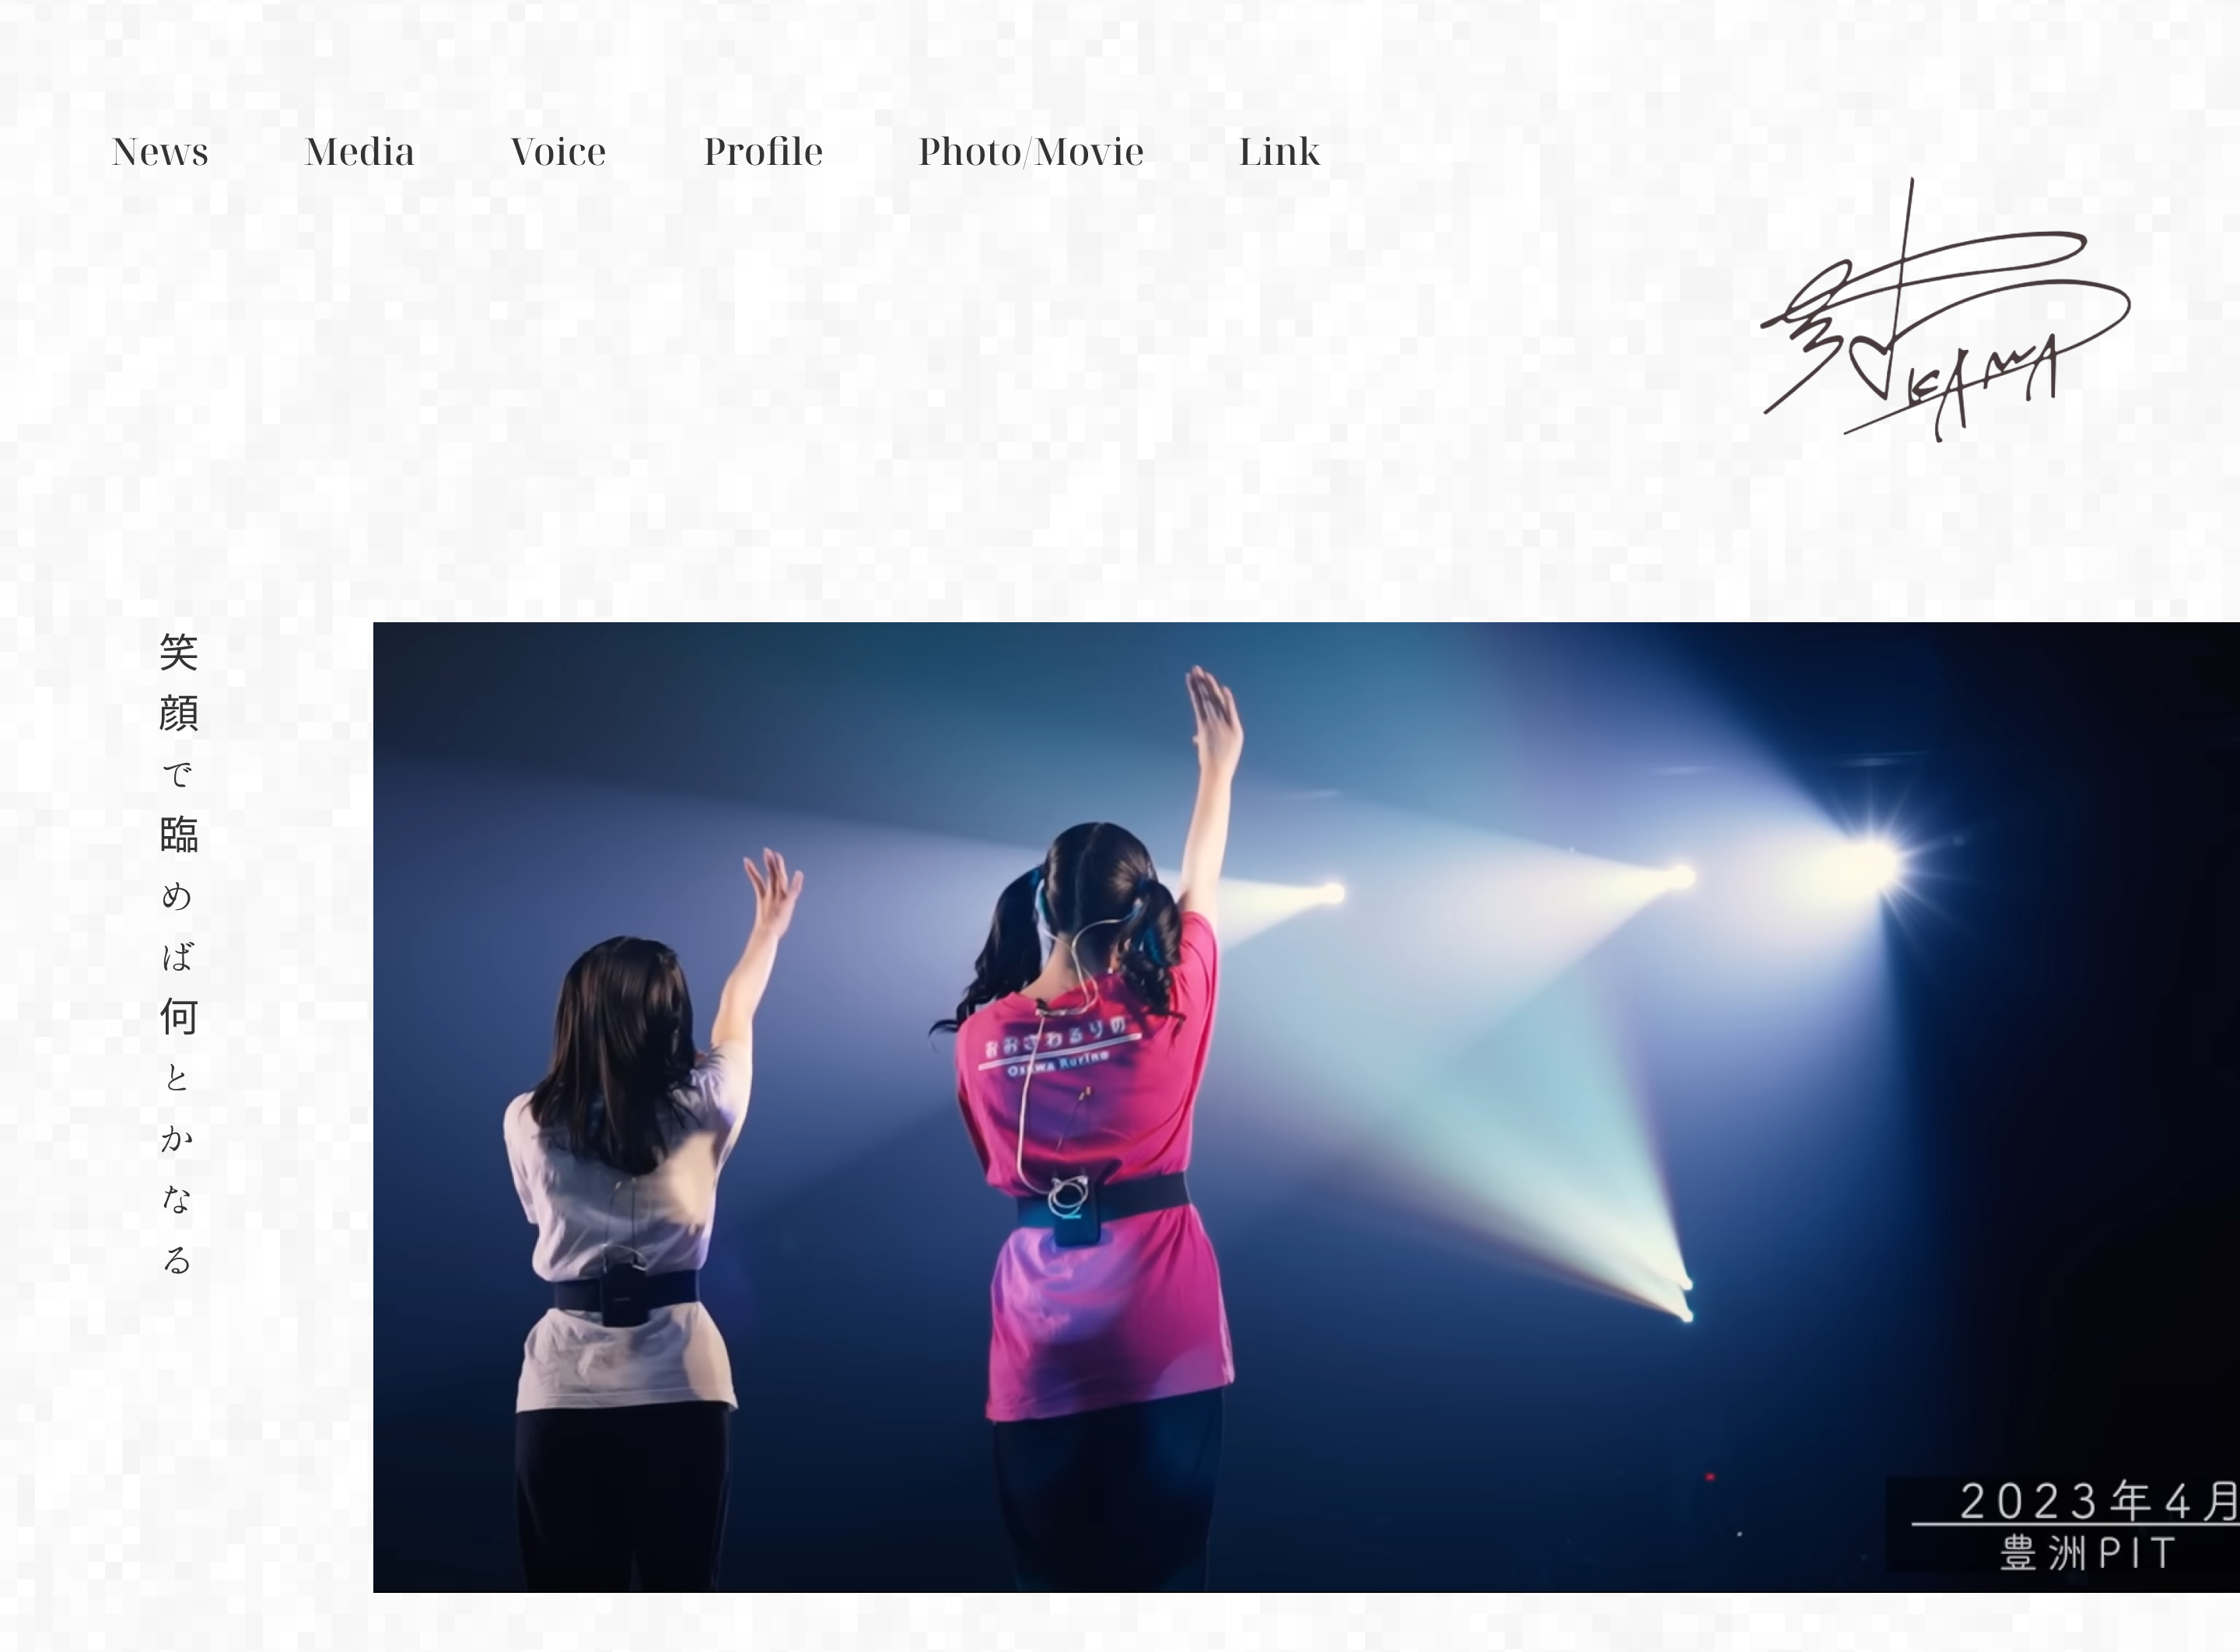 News
Media
Voice
Profile
Photo/Movie
Link
KAWA
笑顔で臨めば何とかなる
おおさわるりの
Osawa Rurino
2023年4月
豊洲PIT